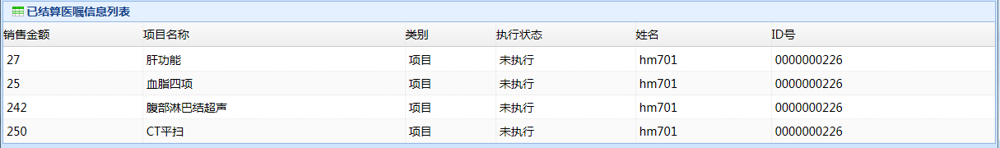 已结算医嘱信息列表
销售金额 项目名称 类别 执行状态 姓名 ID号
27 肝功能 项目 未执行 hm701 0000000226
25 血脂四项 项目 未执行 hm701 0000000226
242 腹部淋巴结超声 项目 未执行 hm701 0000000226
250 CT平扫 项目 未执行 hm701 0000000226